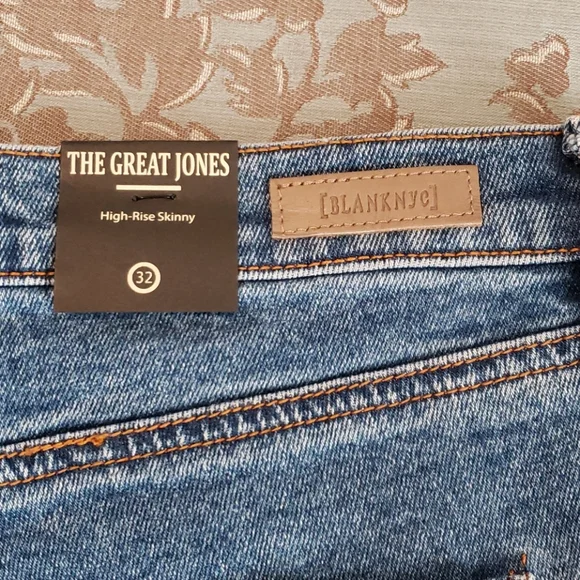 THE GREAT JONES
High-Rise Skinny
32
[BLANKNYC]